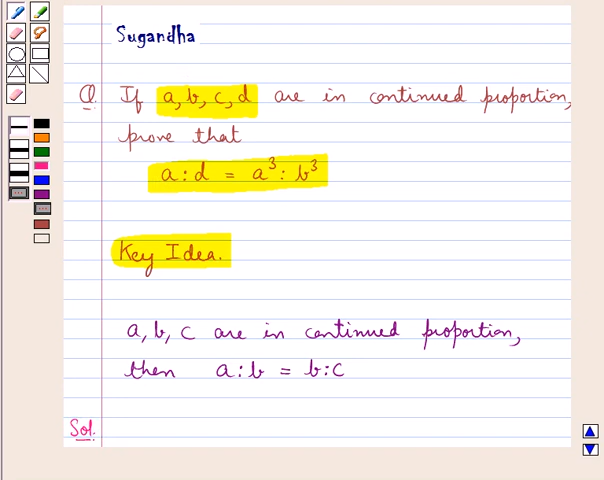 Sugandha
Q. If a, b, c, d are in continued proportion,
prove that
a : d = a³ : b³
Key Idea.
a, b, c are in continued proportion,
then a : b = b : c
Sol.